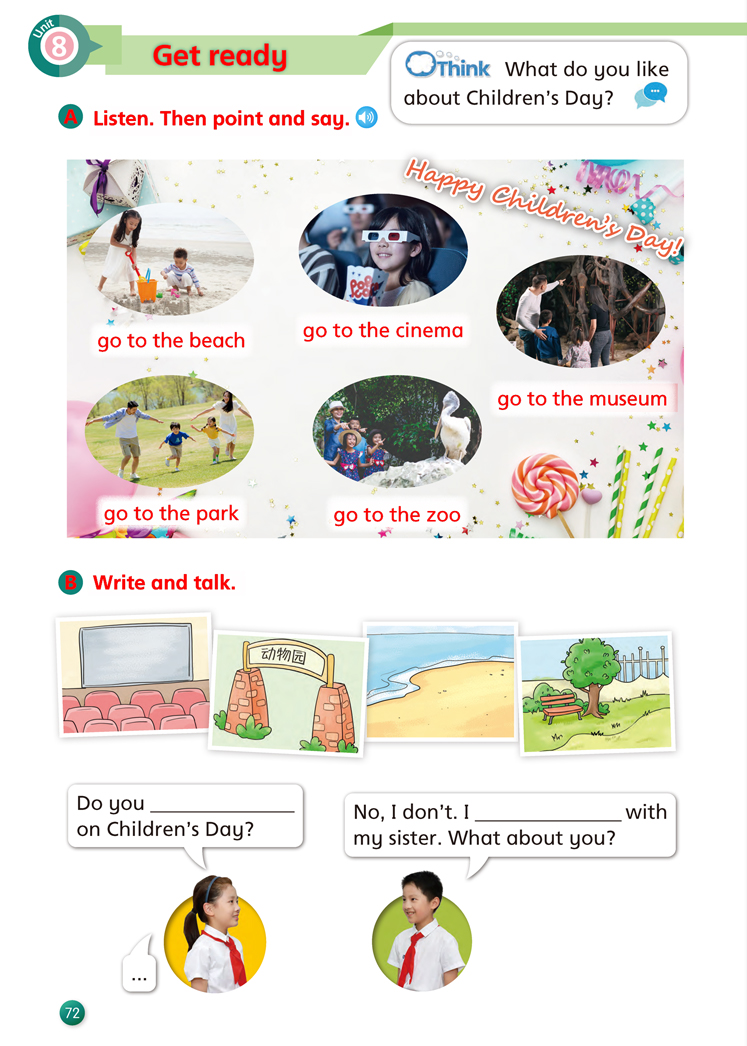 Unit
8
Get ready
Think What do you like
about Children's Day?
A Listen. Then point and say.
Happy Children's Day!
go to the beach
go to the cinema
go to the museum
go to the park
go to the zoo
B Write and talk.
动物园
Do you _______________
on Children's Day?
No, I don't. I _______________ with
my sister. What about you?
...
72